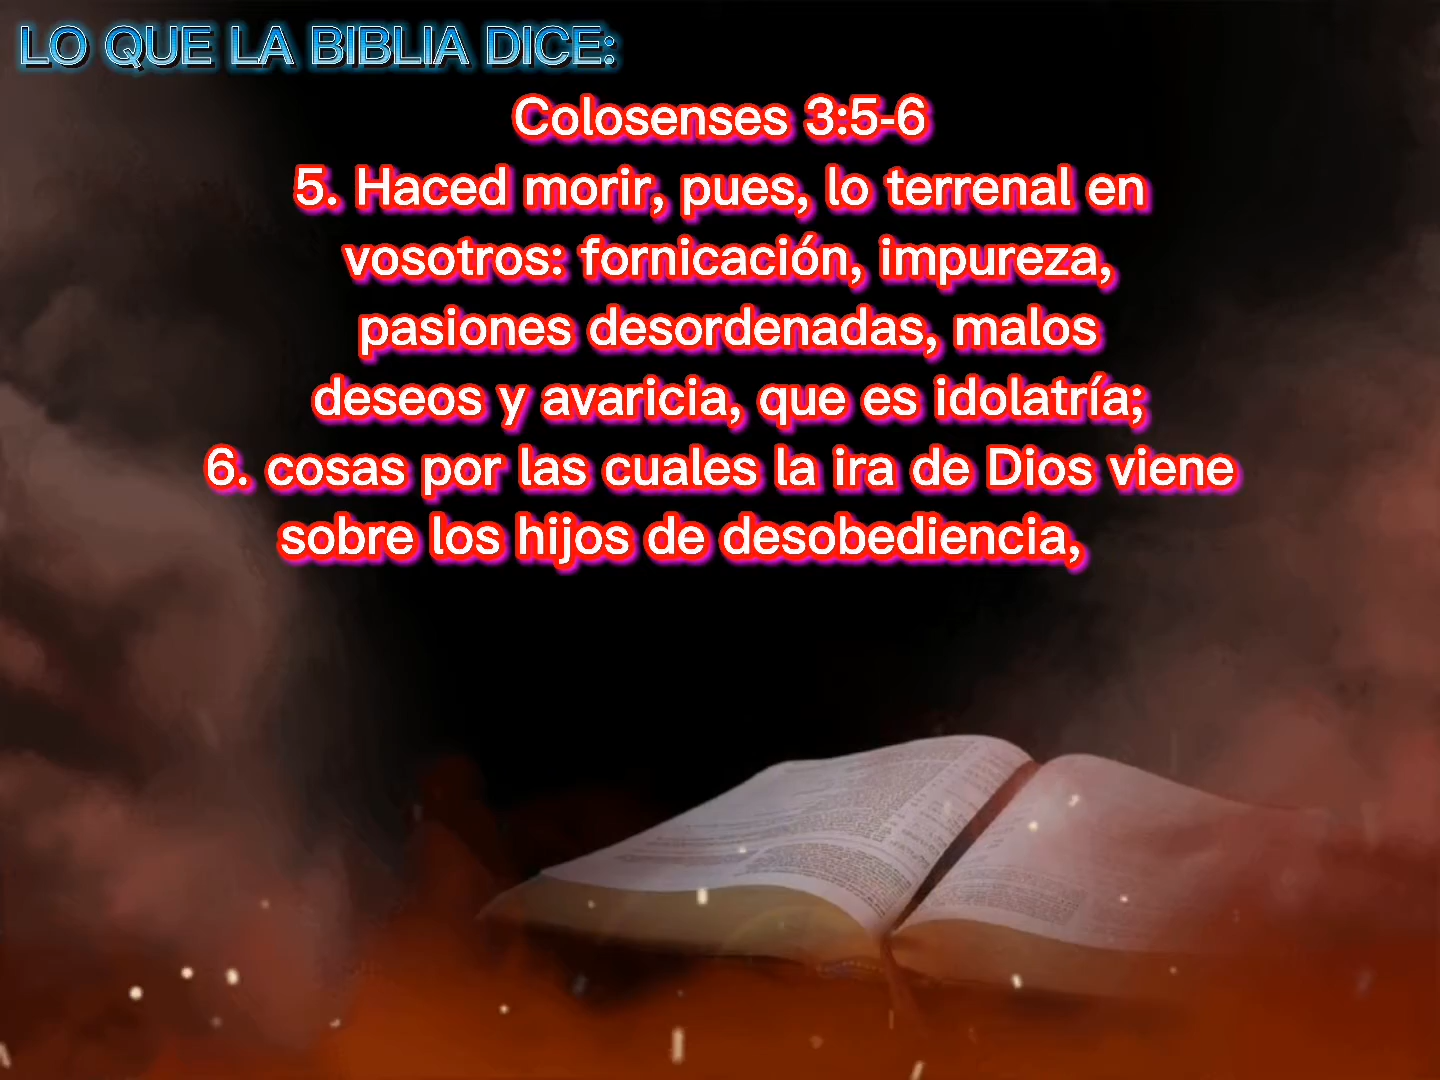 LO QUE LA BIBLIA DICE:
Colosenses 3:5-6
5. Haced morir, pues, lo terrenal en
vosotros: fornicación, impureza,
pasiones desordenadas, malos
deseos y avaricia, que es idolatría;
6. cosas por las cuales la ira de Dios viene
sobre los hijos de desobediencia,